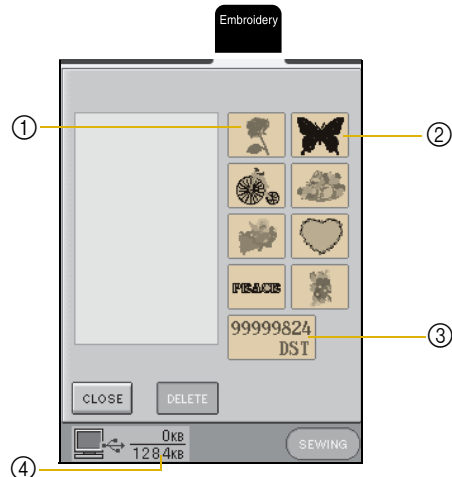 Embroidery
①
②
PEACE
99999824
DST
③
CLOSE
DELETE
0KB
1284KB
SEWING
④